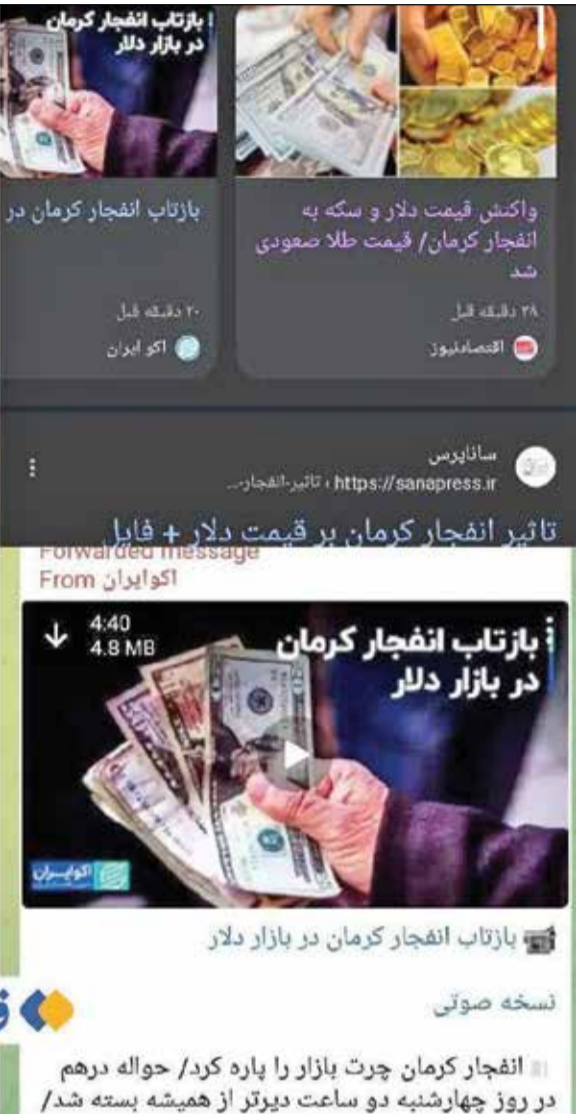 بازتاب انفجار کرمان
در بازار دلار
واکنش قیمت دلار و سکه به
انفجار کرمان/ قیمت طلا صعودی
شد
۳۸ دقیقه قبل
اقتصادنیوز
بازتاب انفجار کرمان در
۲۰ دقیقه قبل
اکو ایران
ساناپرس
https://sanapress.ir › تاثیر-انفجار-...
تاثیر انفجار کرمان بر قیمت دلار + فایل
Forwarded message
From اکوایران
4:40
4.8 MB
بازتاب انفجار کرمان
در بازار دلار
اکوایران
بازتاب انفجار کرمان در بازار دلار
نسخه صوتی
انفجار کرمان چرت بازار را پاره کرد/ حواله درهم
در روز چهارشنبه دو ساعت دیرتر از همیشه بسته شد/